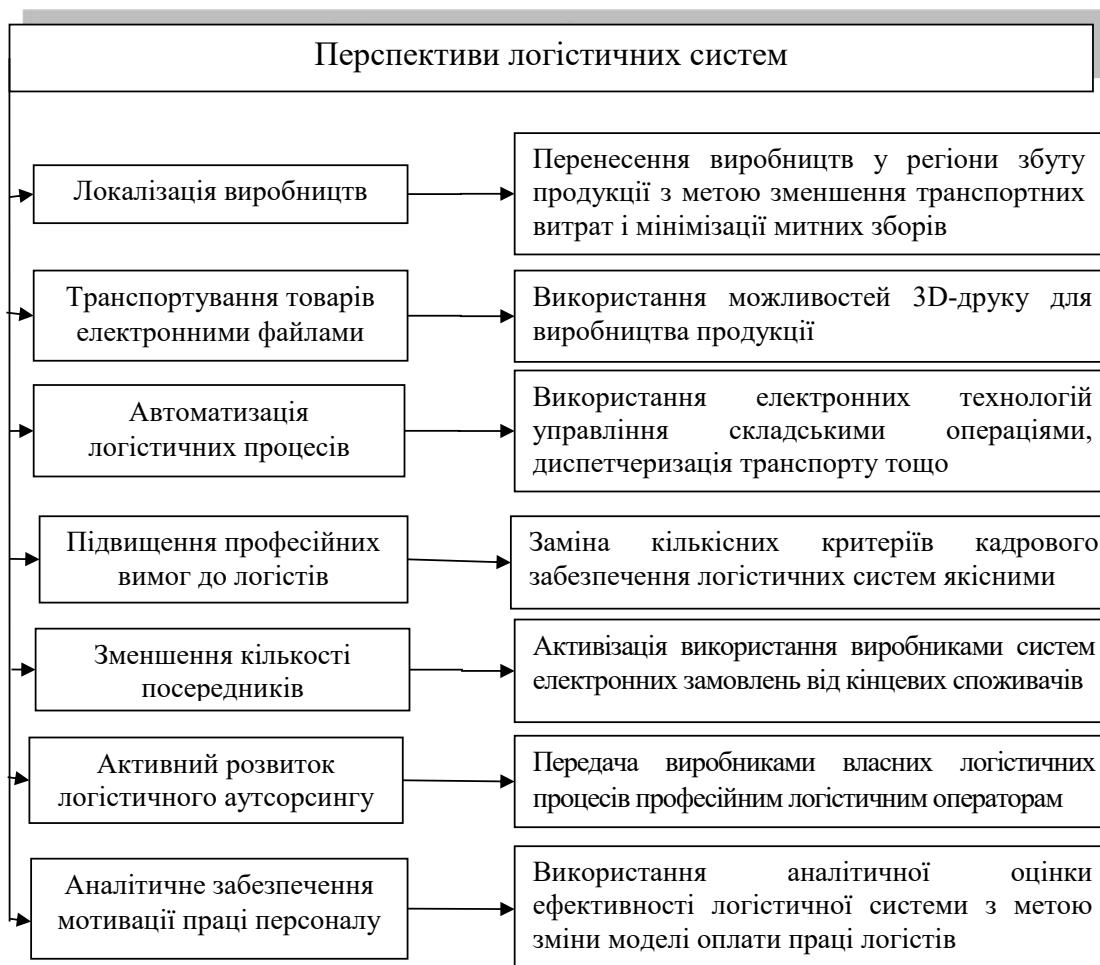 Перспективи логістичних систем
Локалізація виробництв
Перенесення виробництв у регіони збуту
продукції з метою зменшення транспортних
витрат і мінімізації митних зборів
Транспортування товарів
електронними файлами
Використання можливостей 3D-друку для
виробництва продукції
Автоматизація
логістичних процесів
Використання електронних технологій
управління складськими операціями,
диспетчеризація транспорту тощо
Підвищення професійних
вимог до логістів
Заміна кількісних критеріїв кадрового
забезпечення логістичних систем якісними
Зменшення кількості
посередників
Активізація використання виробниками систем
електронних замовлень від кінцевих споживачів
Активний розвиток
логістичного аутсорсингу
Передача виробниками власних логістичних
процесів професійним логістичним операторам
Аналітичне забезпечення
мотивації праці персоналу
Використання аналітичної оцінки
ефективності логістичної системи з метою
зміни моделі оплати праці логістів